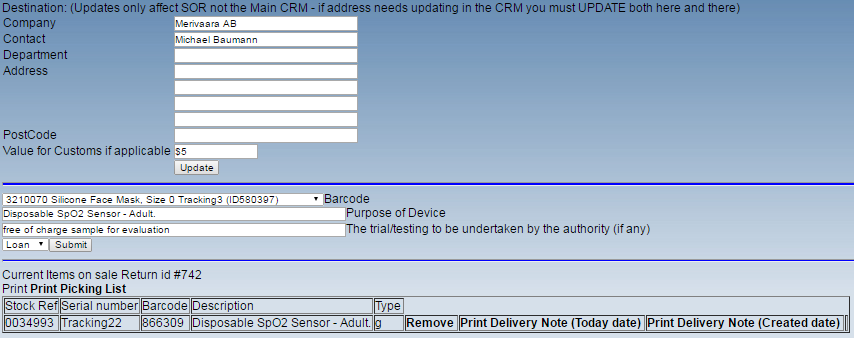 Destination: (Updates only affect SOR not the Main CRM - if address needs updating in the CRM you must UPDATE both here and there)
Company Merivaara AB
Contact Michael Baumann
Department
Address
PostCode
Value for Customs if applicable $5
Update
3210070 Silicone Face Mask, Size 0 Tracking3 (ID580397) Barcode
Disposable SpO2 Sensor - Adult. Purpose of Device
free of charge sample for evaluation The trial/testing to be undertaken by the authority (if any)
Loan Submit
Current Items on sale Return id #742
Print Print Picking List
Stock Ref Serial number Barcode Description Type
0034993 Tracking22 866309 Disposable SpO2 Sensor - Adult. g Remove Print Delivery Note (Today date) Print Delivery Note (Created date)